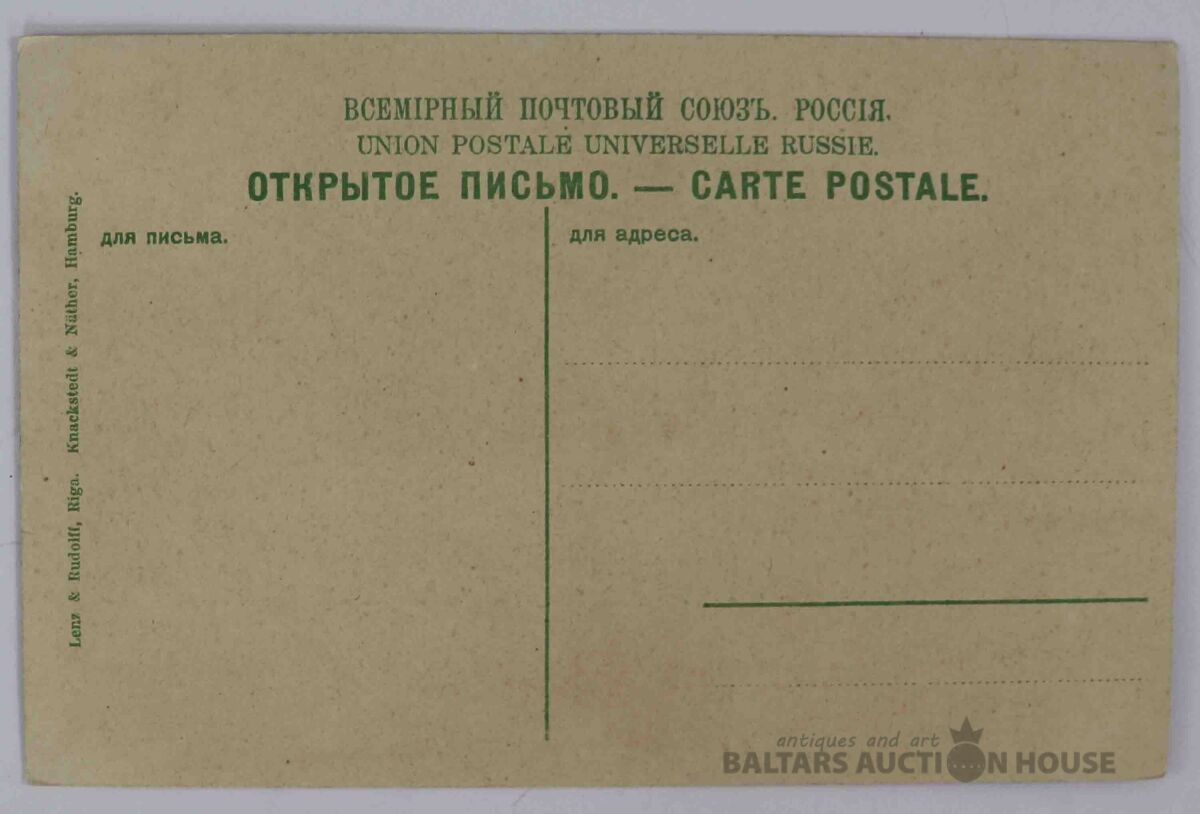 ВСЕМІРНЫЙ ПОЧТОВЫЙ СОЮЗЪ. РОССІЯ.
UNION POSTALE UNIVERSELLE RUSSIE.
ОТКРЫТОЕ ПИСЬМО. — CARTE POSTALE.
для письма.
для адреса.
Lenz & Rudolff, Riga. Knackstedt & Näther, Hamburg.
antiques and art
BALTARS AUCTION HOUSE